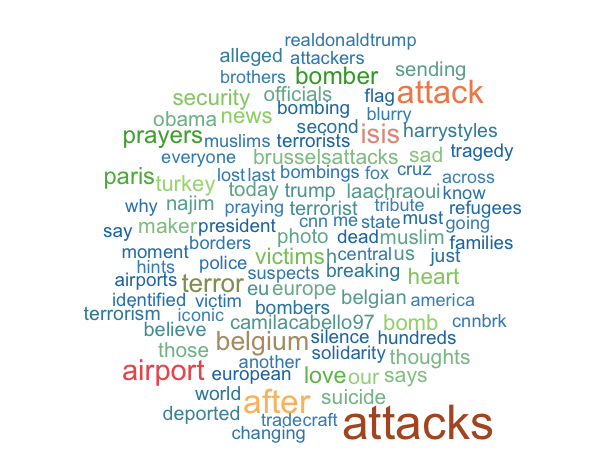 realdonaldtrump
alleged attackers
brothers bomber sending
security officials flag attack
bombing blurry
obama news second isis harrystyles
prayers muslims terrorists
everyone brusselsattacks sad tragedy
paris turkey lost last bombings fox cruz across
today trump laachraoui know
why najim praying terrorist tribute refugees
say maker president cnn me state must going
photo dead muslim families
moment borders victims h central us just
hints police suspects breaking heart
airports terror eu europe
identified victim bombers belgian america
terrorism iconic camilacabello97 bomb cnnbrk
believe belgium silence hundreds
those another solidarity thoughts
airport european love our says
world after suicide
deported tradecraft attacks
changing